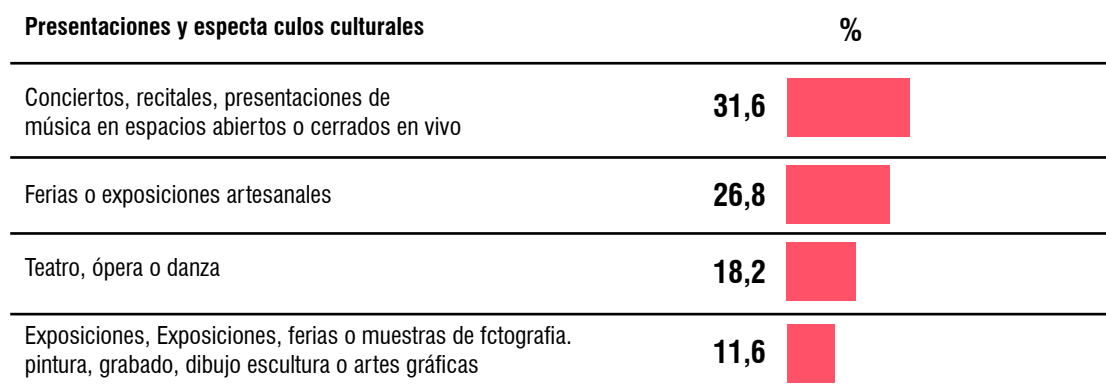 Presentaciones y especta culos culturales %
Conciertos, recitales, presentaciones de
música en espacios abiertos o cerrados en vivo
31,6
Ferias o exposiciones artesanales 26,8
Teatro, ópera o danza 18,2
Exposiciones, Exposiciones, ferias o muestras de fctografia.
pintura, grabado, dibujo escultura o artes gráficas
11,6